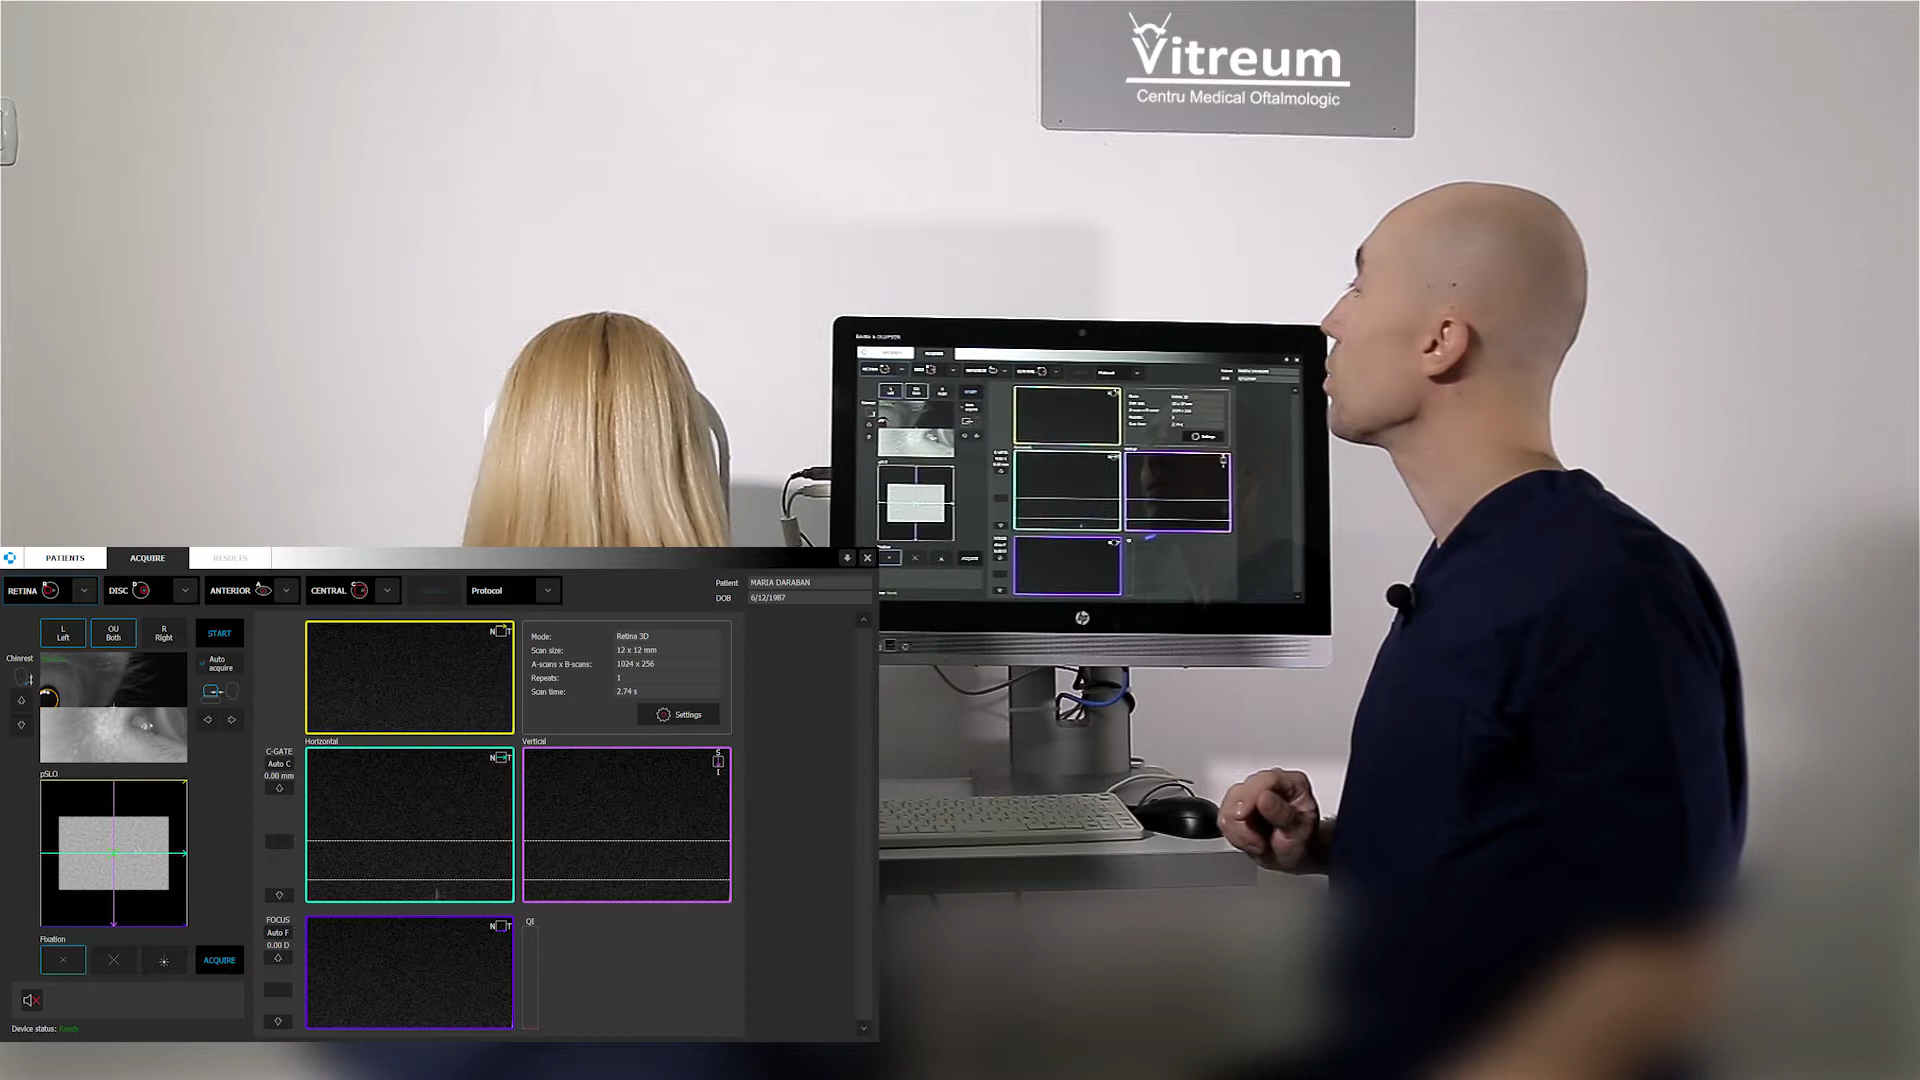 Vitreum
Centru Medical Oftalmologic
PATIENTS
ACQUIRE
RESULTS
RETINA
R
DISC
D
ANTERIOR
A
CENTRAL
C
Protocol
Patient
MARIA DARABAN
DOB
6/12/1987
L
Left
OU
Both
R
Right
START
Chinrest
Auto
acquire
N T
Mode:
Retina 3D
Scan size:
12 x 12 mm
A-scans x B-scans:
1024 x 256
Repeats:
1
Scan time:
2.74 s
Settings
Horizontal
Vertical
C-GATE
Auto C
0.00 mm
N T
S
I
pSLO
FOCUS
Auto F
0.00 D
N T
QI
Fixation
ACQUIRE
Device status: Ready
hp